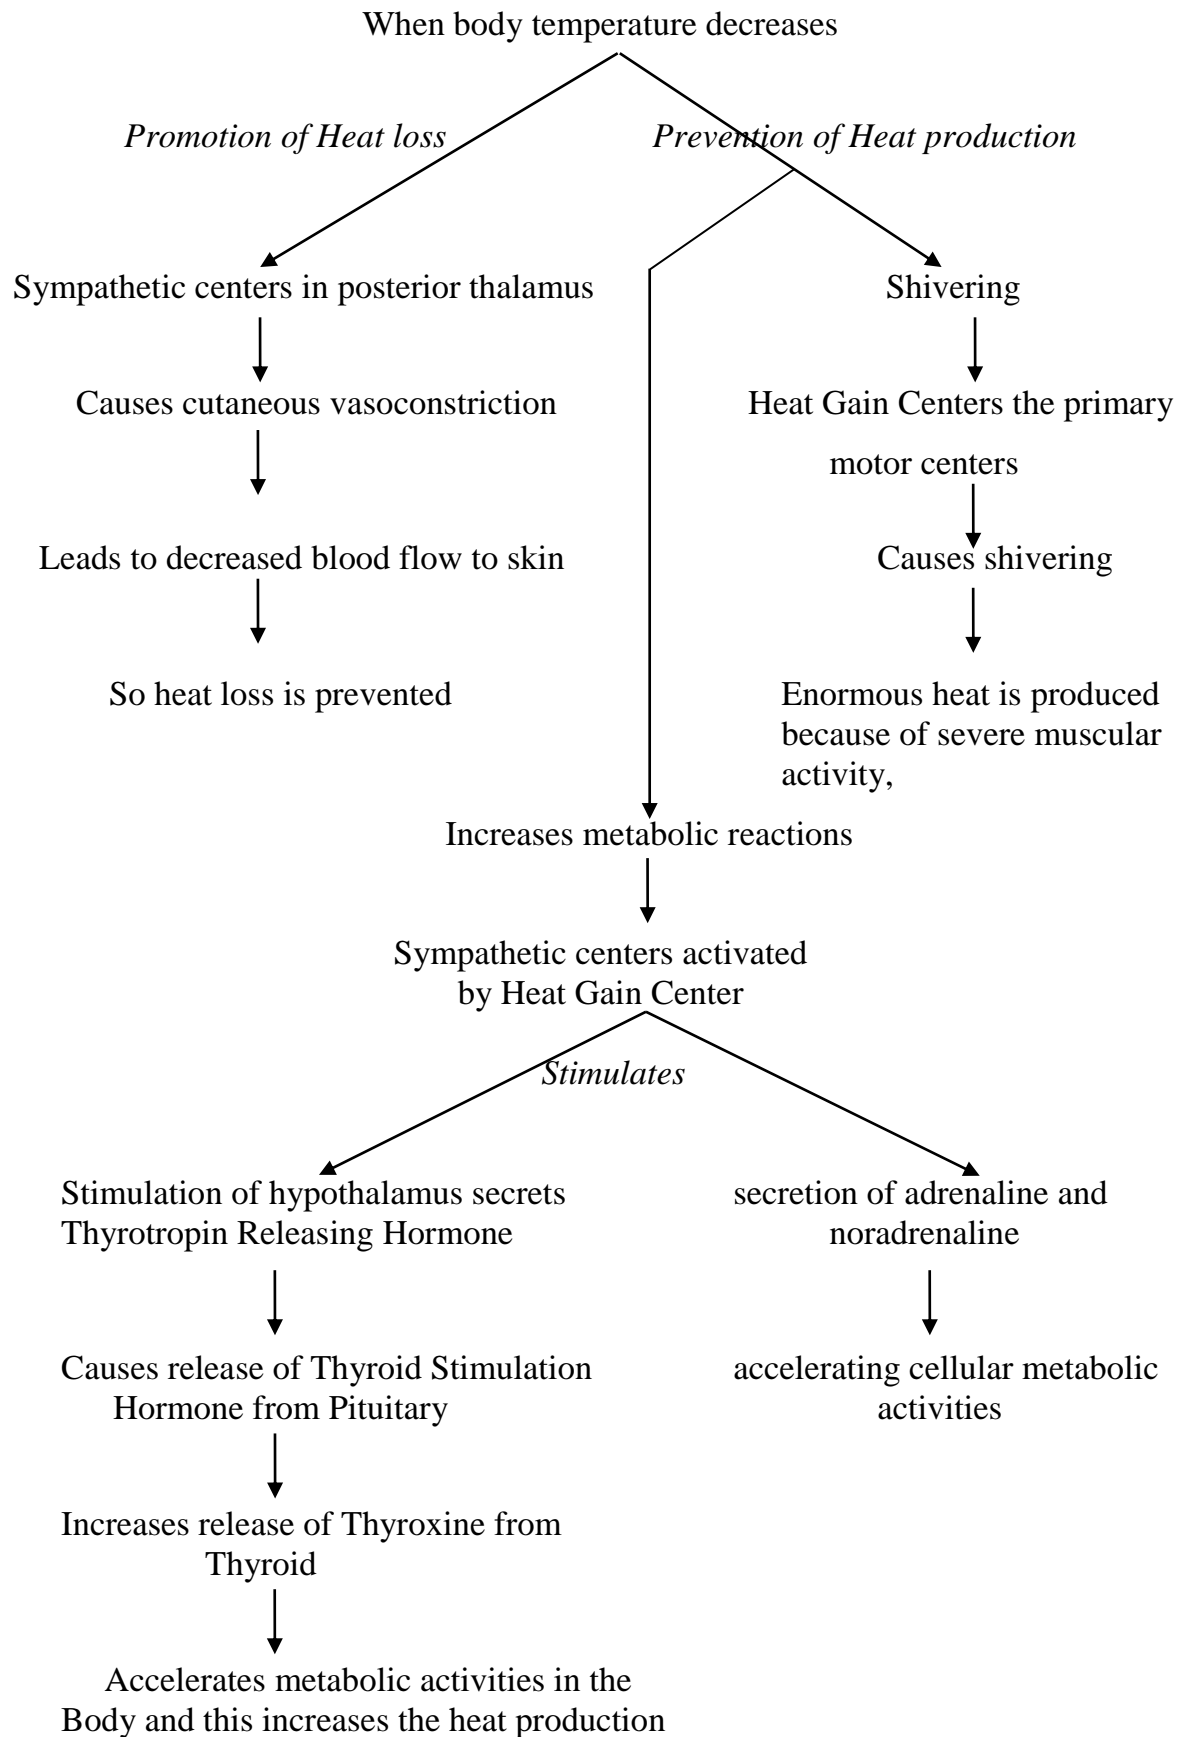 When body temperature decreases
Promotion of Heat loss
Prevention of Heat production
Sympathetic centers in posterior thalamus
Shivering
Causes cutaneous vasoconstriction
Heat Gain Centers the primary
motor centers
Leads to decreased blood flow to skin
Causes shivering
So heat loss is prevented
Enormous heat is produced
because of severe muscular
activity,
Increases metabolic reactions
Sympathetic centers activated
by Heat Gain Center
Stimulates
Stimulation of hypothalamus secrets
Thyrotropin Releasing Hormone
secretion of adrenaline and
noradrenaline
Causes release of Thyroid Stimulation
Hormone from Pituitary
accelerating cellular metabolic
activities
Increases release of Thyroxine from
Thyroid
Accelerates metabolic activities in the
Body and this increases the heat production